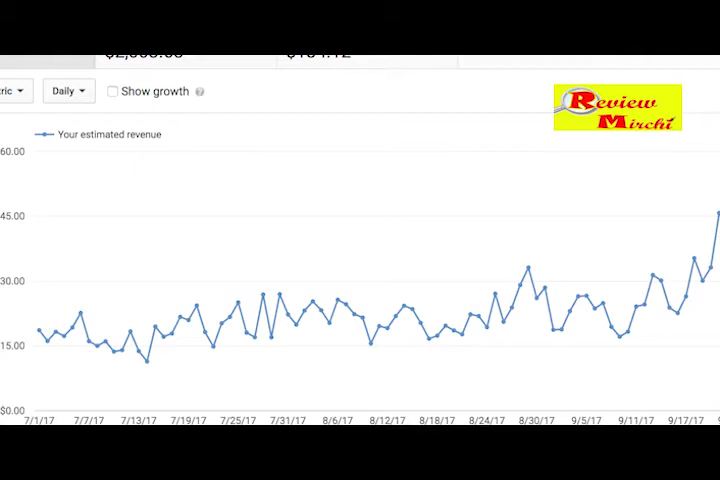 ric Daily Show growth ?
Review
Mirchi
Your estimated revenue
60.00
45.00
30.00
15.00
$0.00
7/1/17 7/7/17 7/13/17 7/19/17 7/25/17 7/31/17 8/6/17 8/12/17 8/18/17 8/24/17 8/30/17 9/5/17 9/11/17 9/17/17